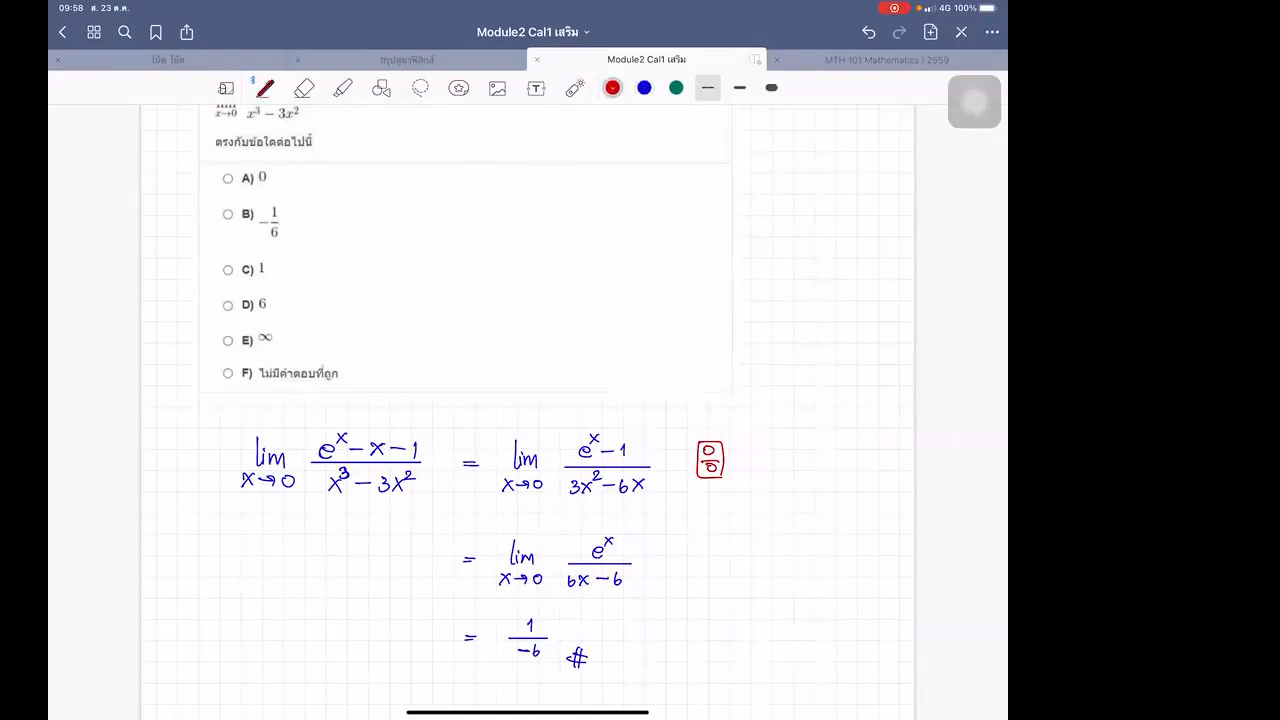 09:58 ส. 23 ต.ค.
4G 100%
Module2 Cal1 เสริม
โน๊ต โน๊ต
สรุปสูตรฟิสิกส์
Module2 Cal1 เสริม
MTH 101 Mathematics I 2559
lim x→0 x³ − 3x²
ตรงกับข้อใดต่อไปนี้
A) 0
B) −1/6
C) 1
D) 6
E) ∞
F) ไม่มีคำตอบที่ถูก
lim x→0 (e^x − x − 1)/(x³ − 3x²) = lim x→0 (e^x − 1)/(3x² − 6x) 0/0
= lim x→0 e^x/(6x − 6)
= 1/−6 #